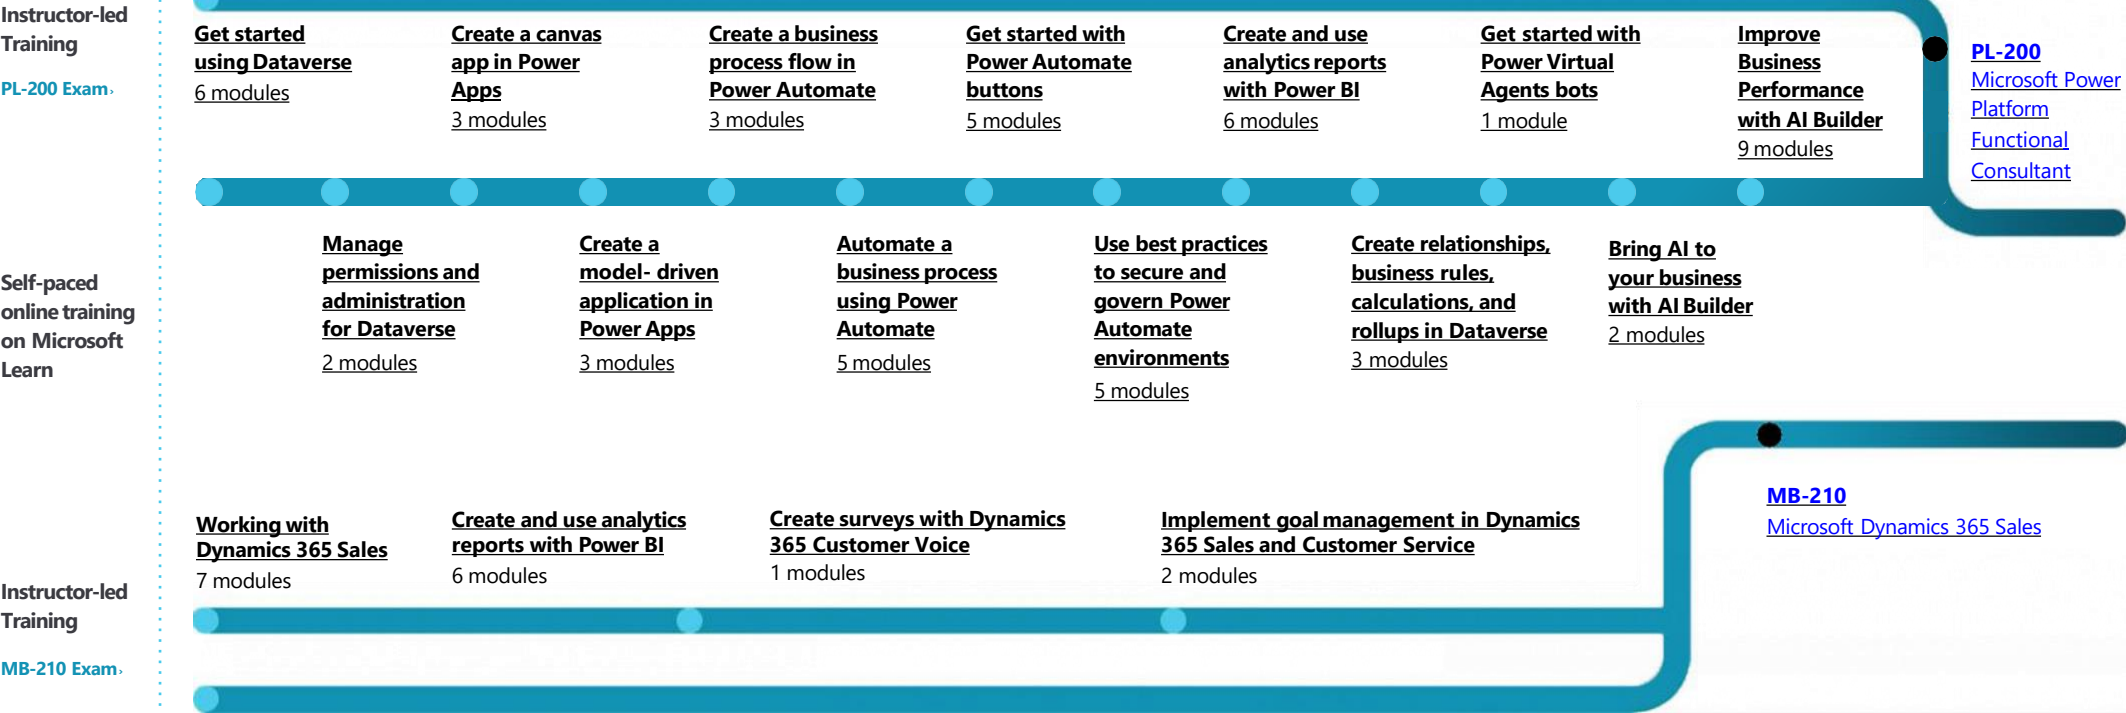 Instructor-led
Training
PL-200 Exam›
Get started
using Dataverse
6 modules
Create a canvas
app in Power
Apps
3 modules
Create a business
process flow in
Power Automate
3 modules
Get started with
Power Automate
buttons
5 modules
Create and use
analytics reports
with Power BI
6 modules
Get started with
Power Virtual
Agents bots
1 module
Improve
Business
Performance
with AI Builder
9 modules
PL-200
Microsoft Power
Platform
Functional
Consultant
Self-paced
online training
on Microsoft
Learn
Manage
permissions and
administration
for Dataverse
2 modules
Create a
model- driven
application in
Power Apps
3 modules
Automate a
business process
using Power
Automate
5 modules
Use best practices
to secure and
govern Power
Automate
environments
5 modules
Create relationships,
business rules,
calculations, and
rollups in Dataverse
3 modules
Bring AI to
your business
with AI Builder
2 modules
MB-210
Microsoft Dynamics 365 Sales
Working with
Dynamics 365 Sales
7 modules
Create and use analytics
reports with Power BI
6 modules
Create surveys with Dynamics
365 Customer Voice
1 modules
Implement goal management in Dynamics
365 Sales and Customer Service
2 modules
Instructor-led
Training
MB-210 Exam›